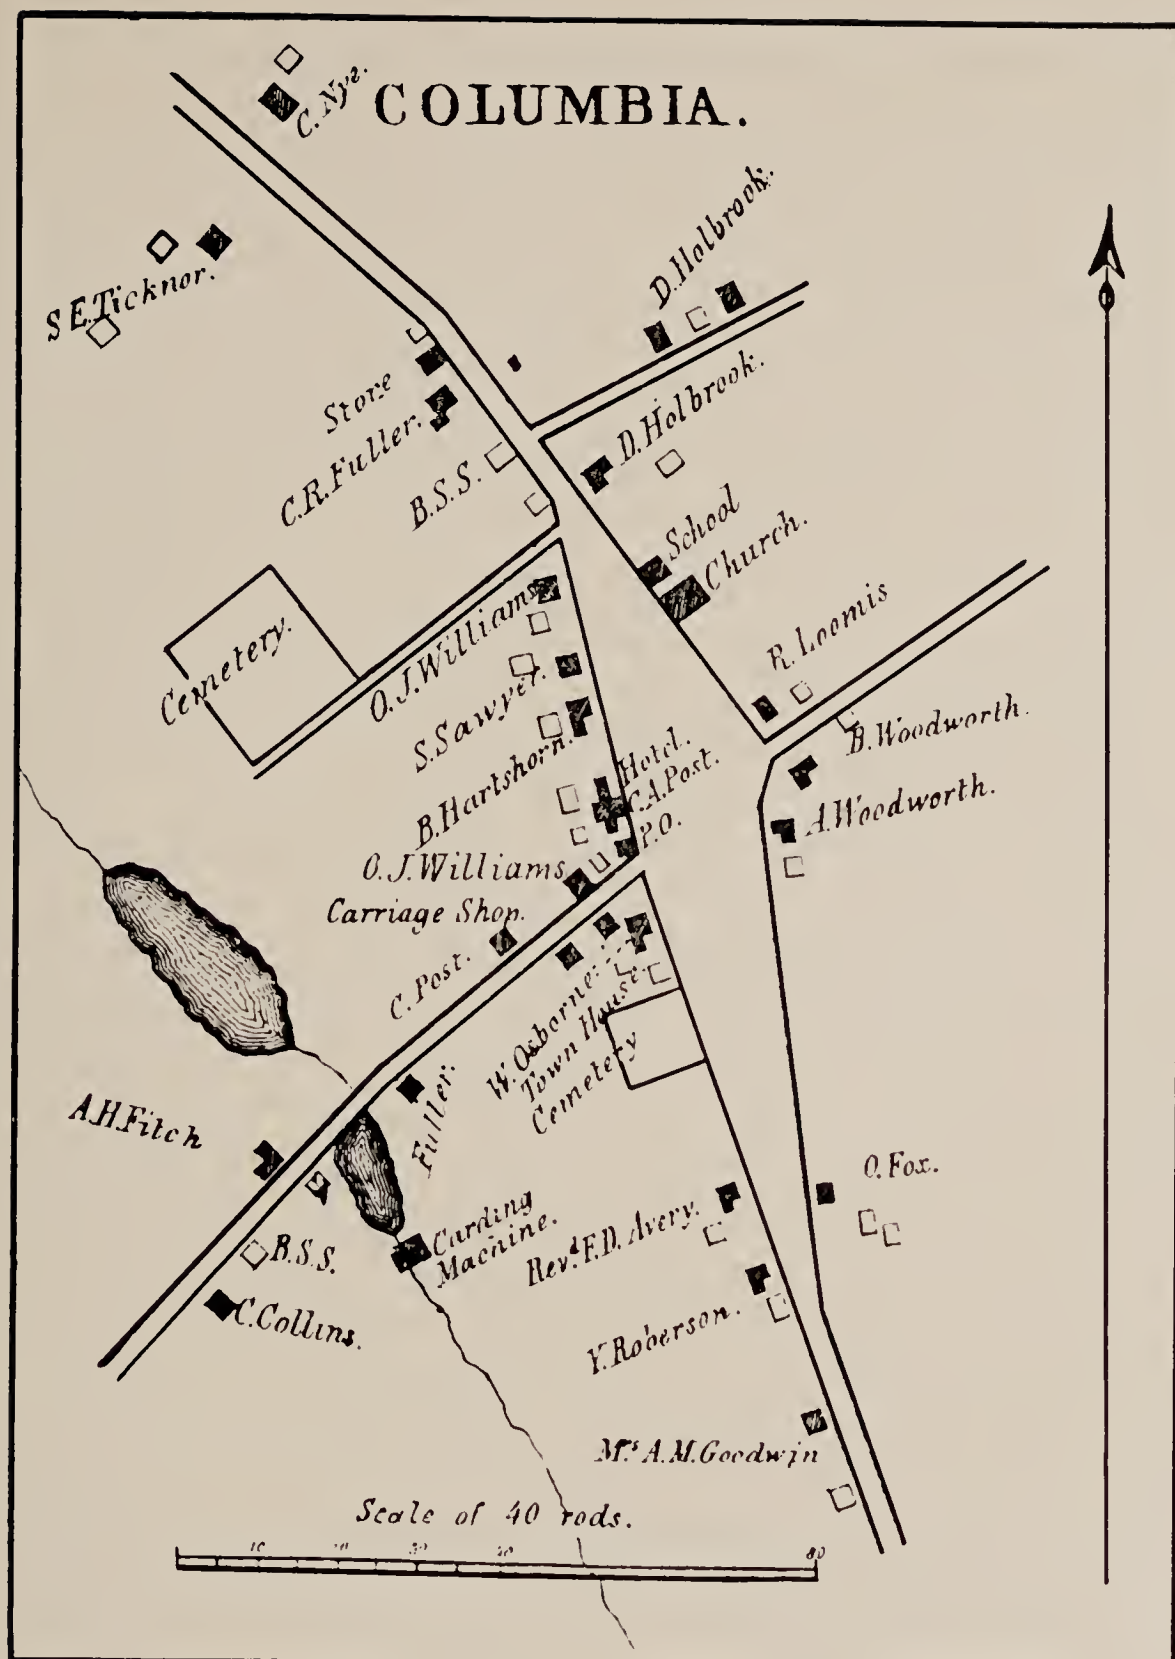 C. Nye.
COLUMBIA.
D. Holbrook.
S. E. Ticknor.
Store
C. R. Fuller.
D. Holbrook.
B. S. S.
School
Church.
Cemetery.
O. J. Williams
R. Loomis
S. Sawyer.
B. Woodworth.
B. Hartshorn.
Hotel.
C. A. Post.
A. Woodworth.
P. O.
O. J. Williams
Carriage Shop.
C. Post.
W. Osborne.
Town House.
Cemetery
Fuller.
A. H. Fitch
O. Fox.
Carding
Machine.
Revd. F. D. Avery.
B. S. S.
C. Collins.
Y. Roberson.
Mrs. A. M. Goodwin
Scale of 40 rods.
10 20 30 40 80